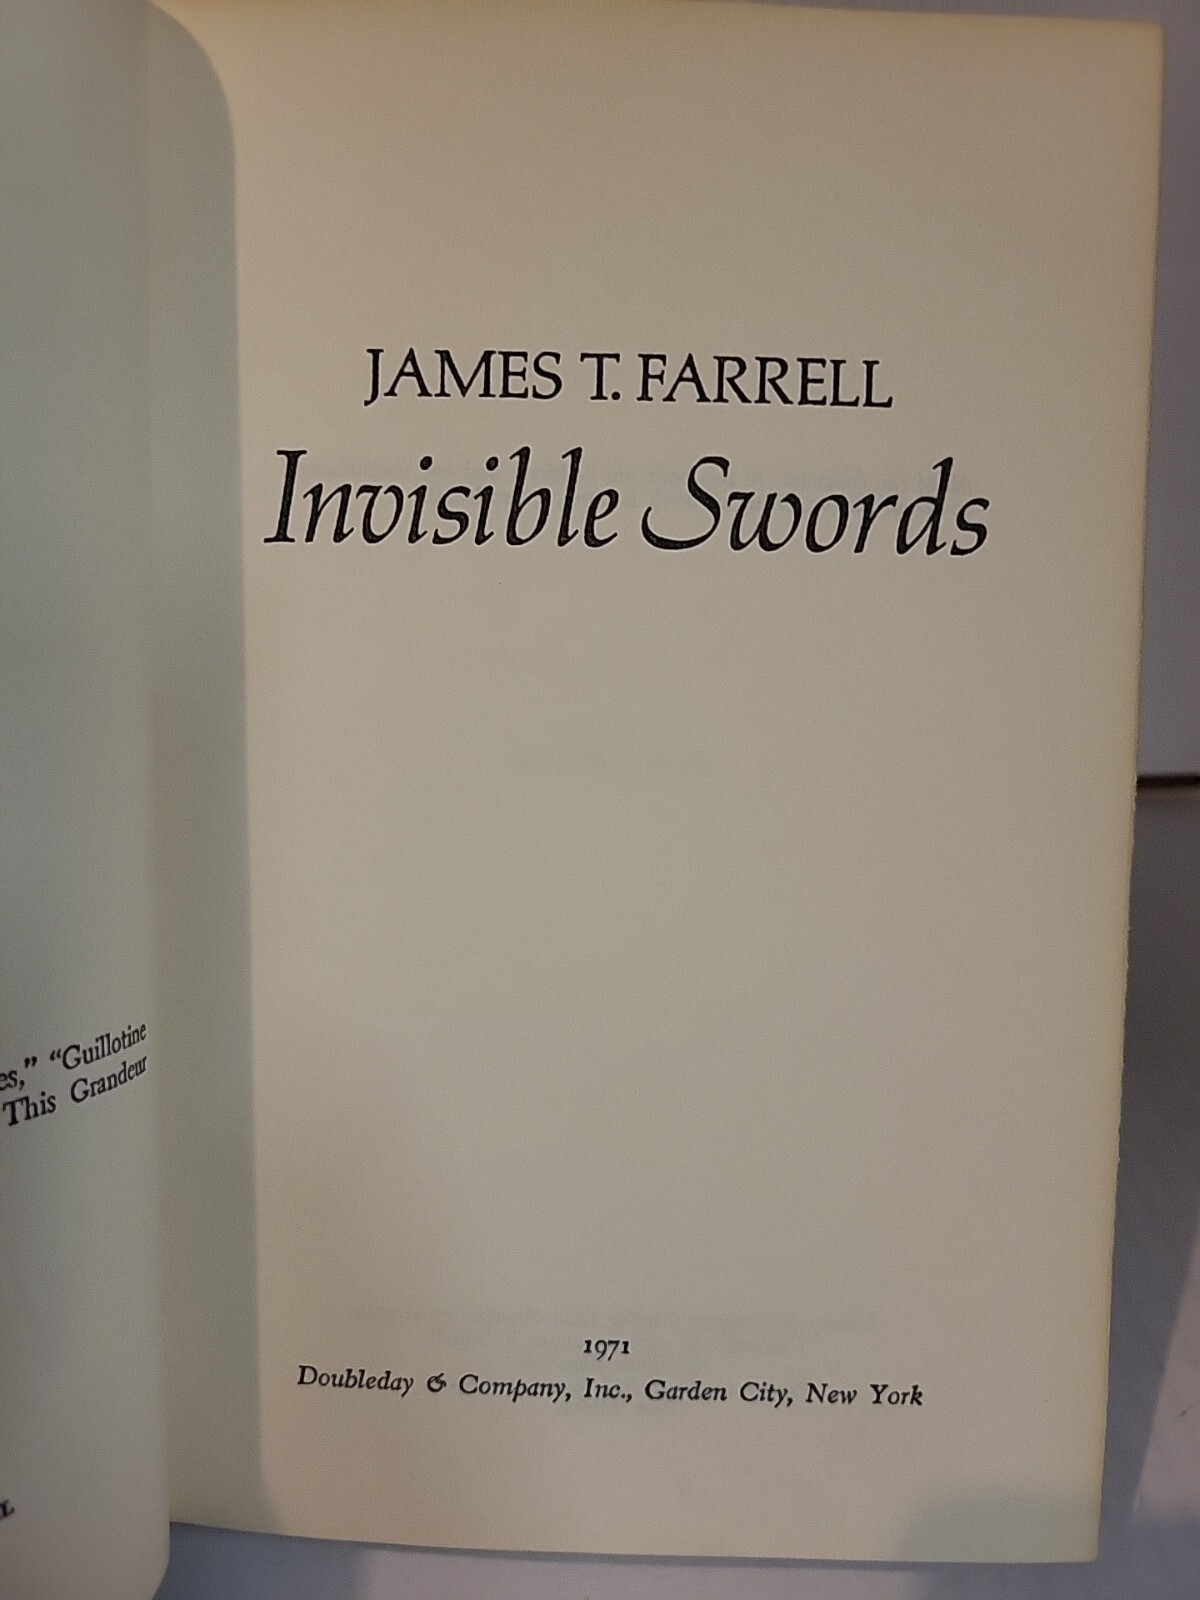 es,” “Guillotine
This Grandeur
JAMES T. FARRELL
Invisible Swords
1971
Doubleday & Company, Inc., Garden City, New York